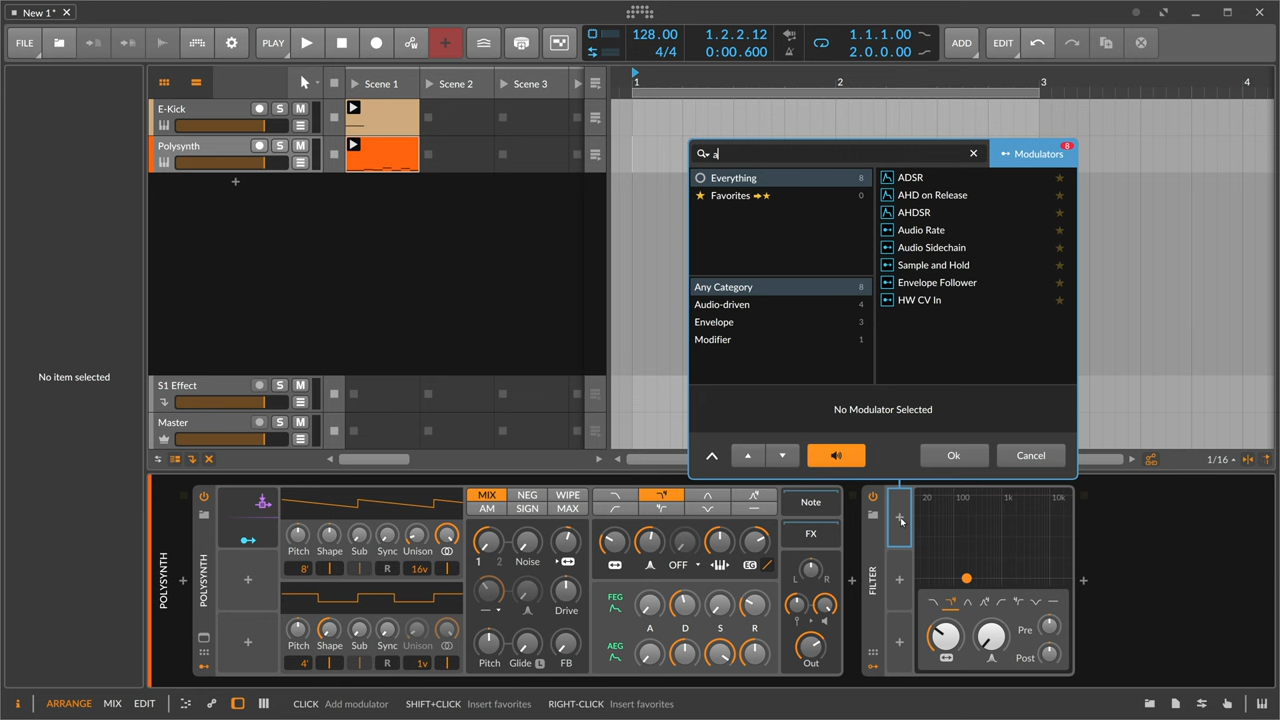 New 1*
FILE
PLAY
128.00
4/4
1.2.2.12
0:00.600
1.1.1.00
2.0.0.00
ADD
EDIT
Scene 1
Scene 2
Scene 3
1
2
3
4
E-Kick
S
M
Polysynth
S
M
+
No item selected
S1 Effect
S
M
Master
S
M
1/16
a
Modulators
8
Everything
8
Favorites
0
Any Category
8
Audio-driven
4
Envelope
3
Modifier
1
ADSR
AHD on Release
AHDSR
Audio Rate
Audio Sidechain
Sample and Hold
Envelope Follower
HW CV In
No Modulator Selected
Ok
Cancel
POLYSYNTH
POLYSYNTH
Pitch
Shape
Sub
Sync
Unison
8'
R
16v
Pitch
Shape
Sub
Sync
Unison
4'
R
1v
MIX
NEG
WIPE
AM
SIGN
MAX
1
2
Noise
Drive
Pitch
Glide
L
FB
OFF
EG
FEG
A
D
S
R
AEG
Note
FX
L
R
Out
FILTER
20
100
1k
10k
Pre
Post
ARRANGE
MIX
EDIT
CLICK
Add modulator
SHIFT+CLICK
Insert favorites
RIGHT-CLICK
Insert favorites